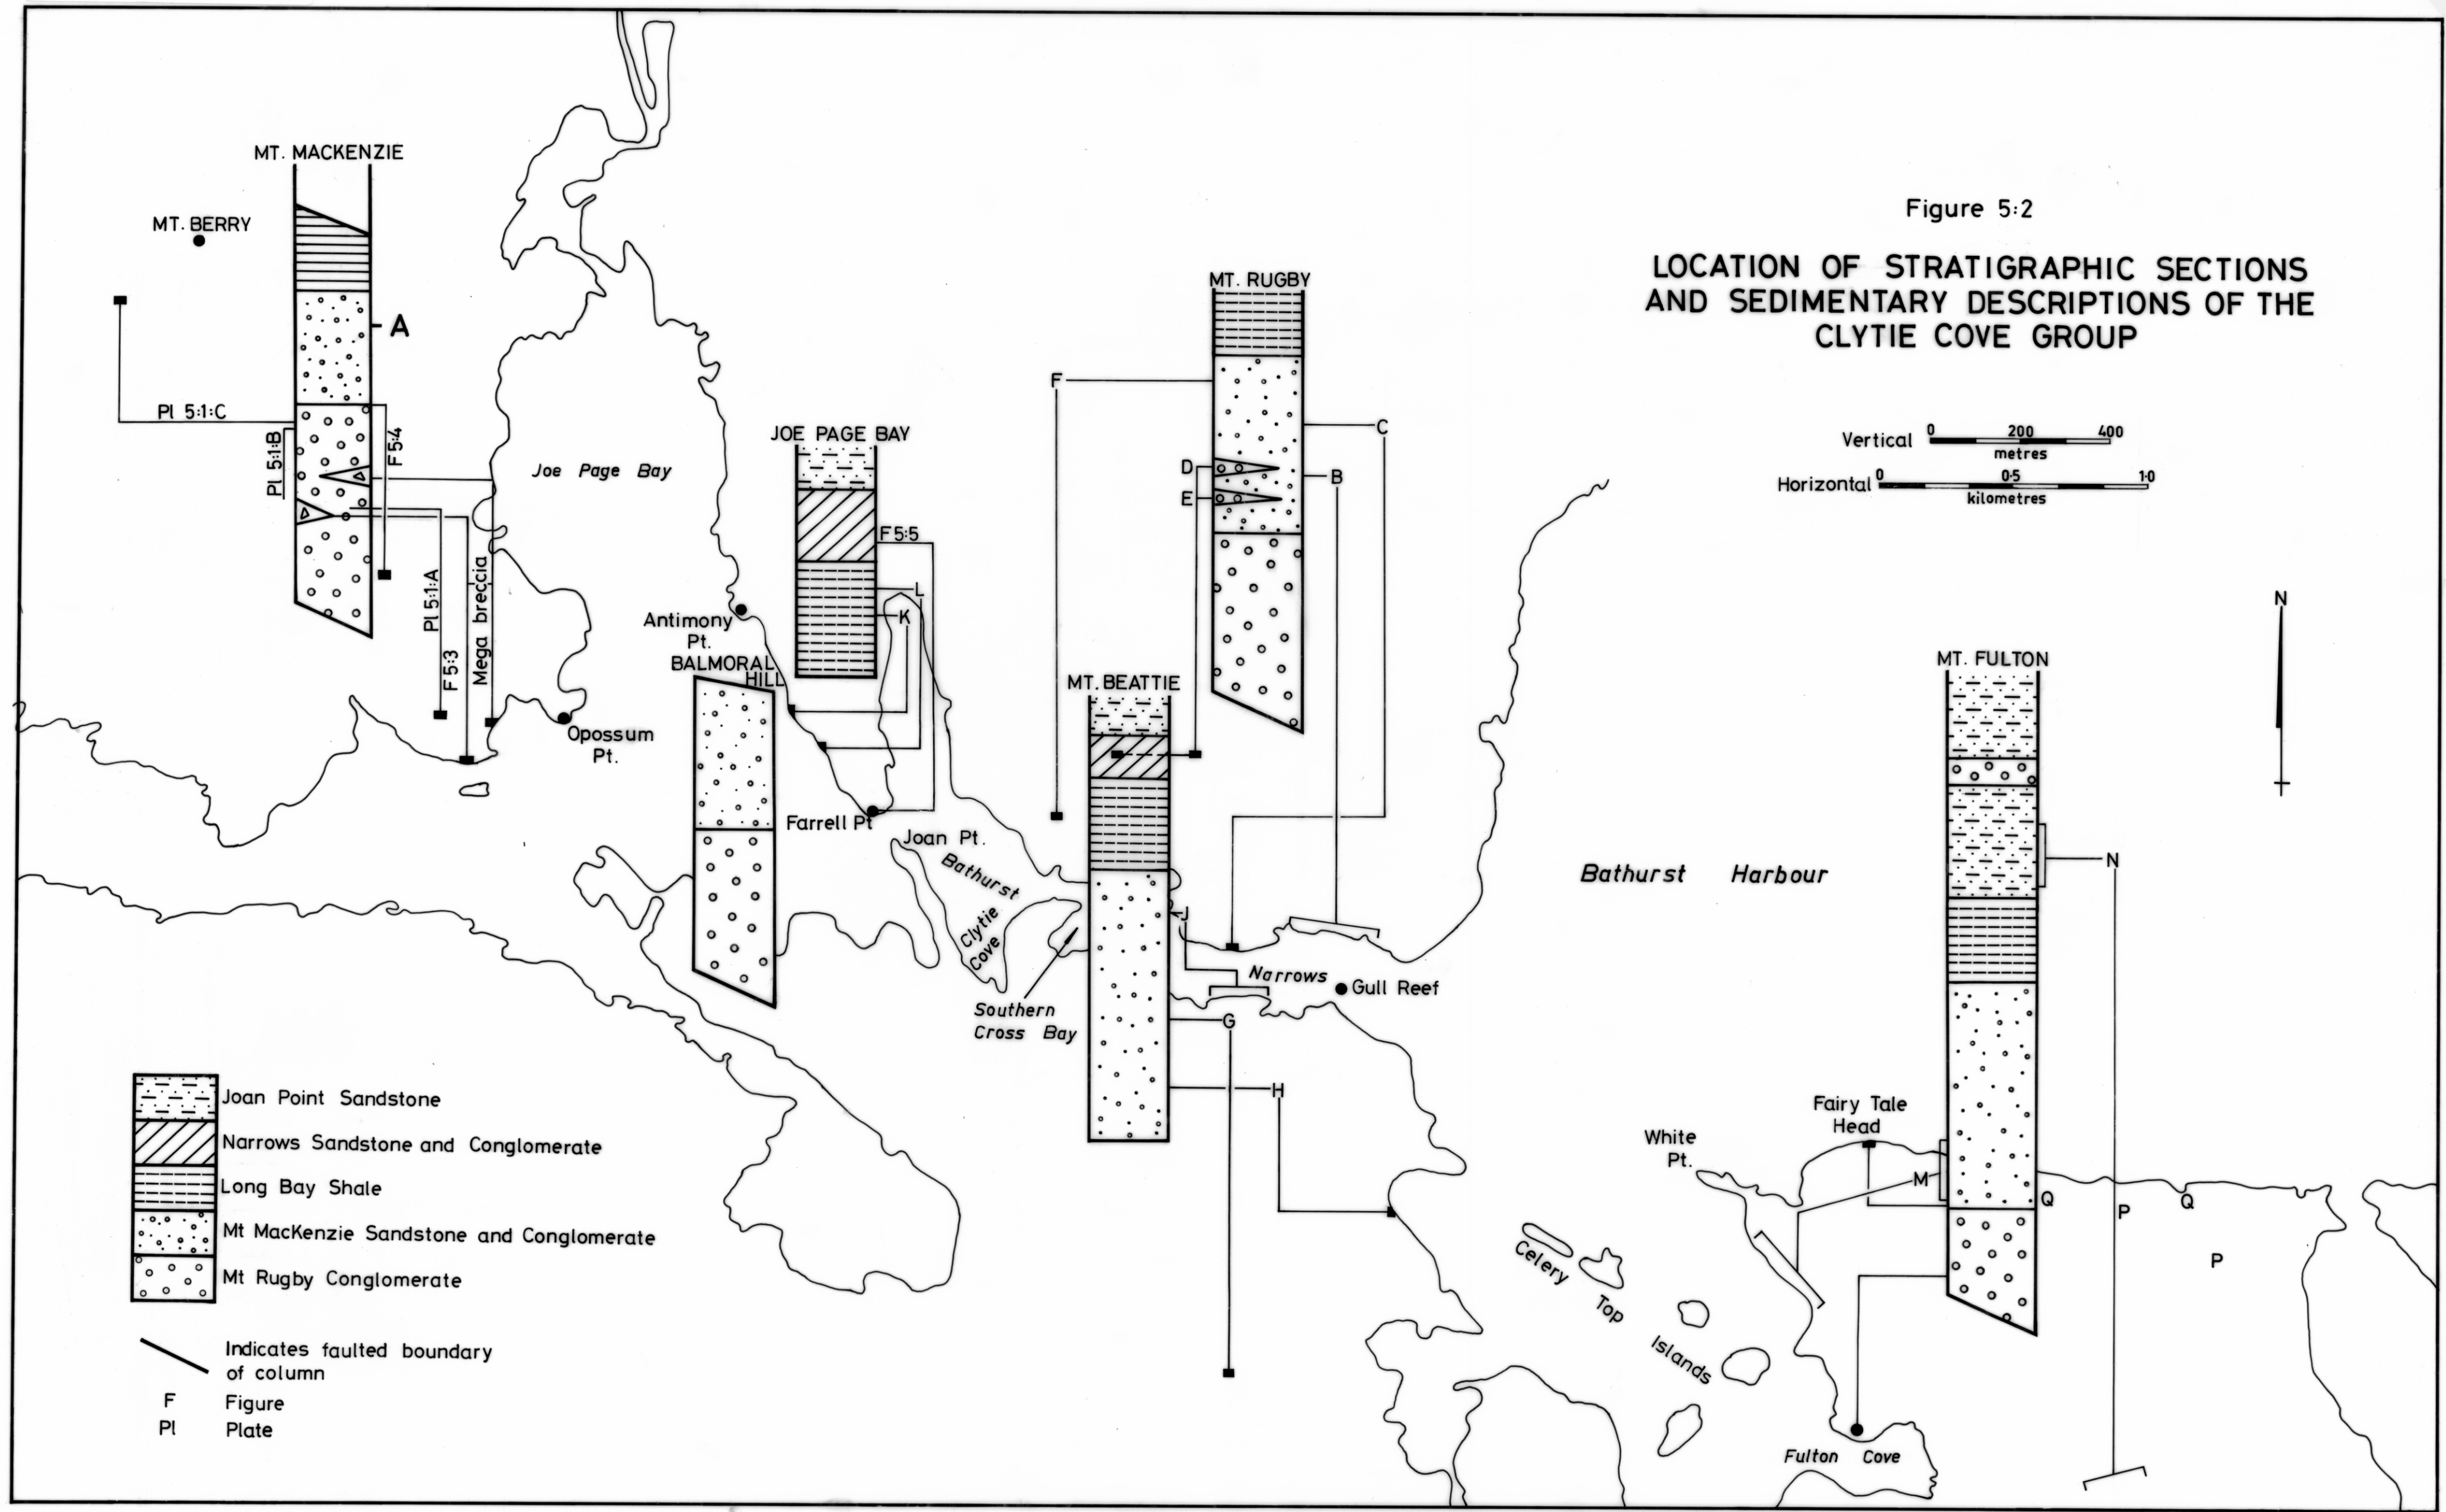 Figure 5:2
LOCATION OF STRATIGRAPHIC SECTIONS
AND SEDIMENTARY DESCRIPTIONS OF THE
CLYTIE COVE GROUP
Vertical
0 200 400
metres
Horizontal
0 0·5 1·0
kilometres
N
MT. MACKENZIE
MT. BERRY
A
Pl 5:1:C
Pl 5:1:B
F 5:4
Pl 5:1:A
F 5:3
Mega breccia
Joe Page Bay
Opossum
Pt.
Antimony
Pt.
BALMORAL
HILL
JOE PAGE BAY
F 5:5
L
K
Farrell Pt
Joan Pt.
Bathurst
Clytie
Cove
Southern
Cross Bay
MT. RUGBY
F
C
D
B
E
MT. BEATTIE
J
Narrows
Gull Reef
G
H
Bathurst Harbour
MT. FULTON
N
Fairy Tale
Head
White
Pt.
M
Q
P
Q
P
Celery
Top
Islands
Fulton Cove
Joan Point Sandstone
Narrows Sandstone and Conglomerate
Long Bay Shale
Mt MacKenzie Sandstone and Conglomerate
Mt Rugby Conglomerate
Indicates faulted boundary
of column
F Figure
Pl Plate